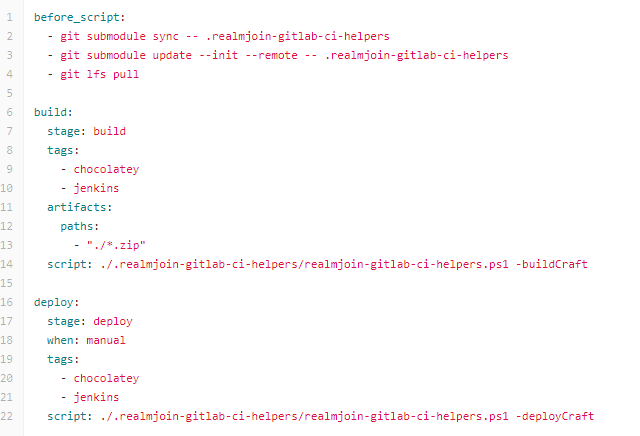 1 before_script:
2   - git submodule sync -- .realmjoin-gitlab-ci-helpers
3   - git submodule update --init --remote -- .realmjoin-gitlab-ci-helpers
4   - git lfs pull
5
6 build:
7   stage: build
8   tags:
9     - chocolatey
10     - jenkins
11   artifacts:
12     paths:
13       - "./*.zip"
14   script: ./.realmjoin-gitlab-ci-helpers/realmjoin-gitlab-ci-helpers.ps1 -buildCraft
15
16 deploy:
17   stage: deploy
18   when: manual
19   tags:
20     - chocolatey
21     - jenkins
22   script: ./.realmjoin-gitlab-ci-helpers/realmjoin-gitlab-ci-helpers.ps1 -deployCraft